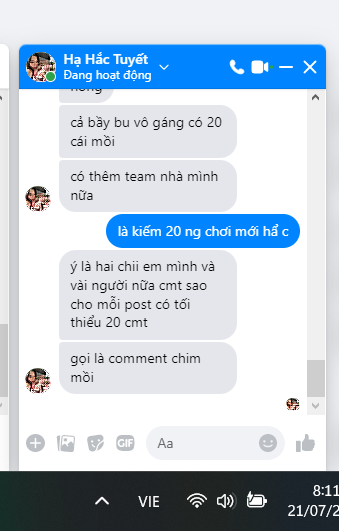 Hạ Hắc Tuyết
Đang hoạt động
cả bầy bu vô gáng có 20
cái mồi
có thêm team nhà mình
nữa
là kiếm 20 ng chơi mới hẩ c
ý là hai chii em mình và
vài người nữa cmt sao
cho mỗi post có tối
thiểu 20 cmt
gọi là comment chim
mồi
GIF
Aa
VIE
8:11
21/07/2